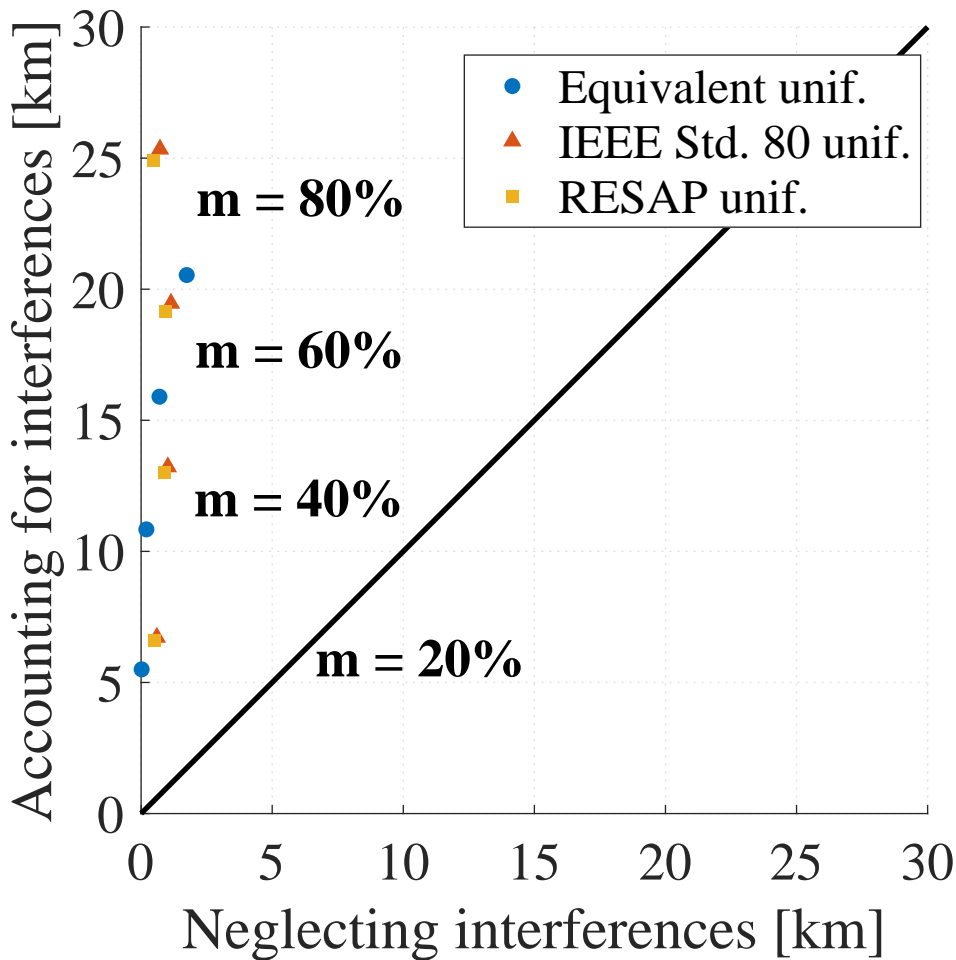 Accounting for interferences [km]
30
25
20
15
10
5
0
Equivalent unif.
IEEE Std. 80 unif.
RESAP unif.
m = 80%
m = 60%
m = 40%
m = 20%
0 5 10 15 20 25 30
Neglecting interferences [km]